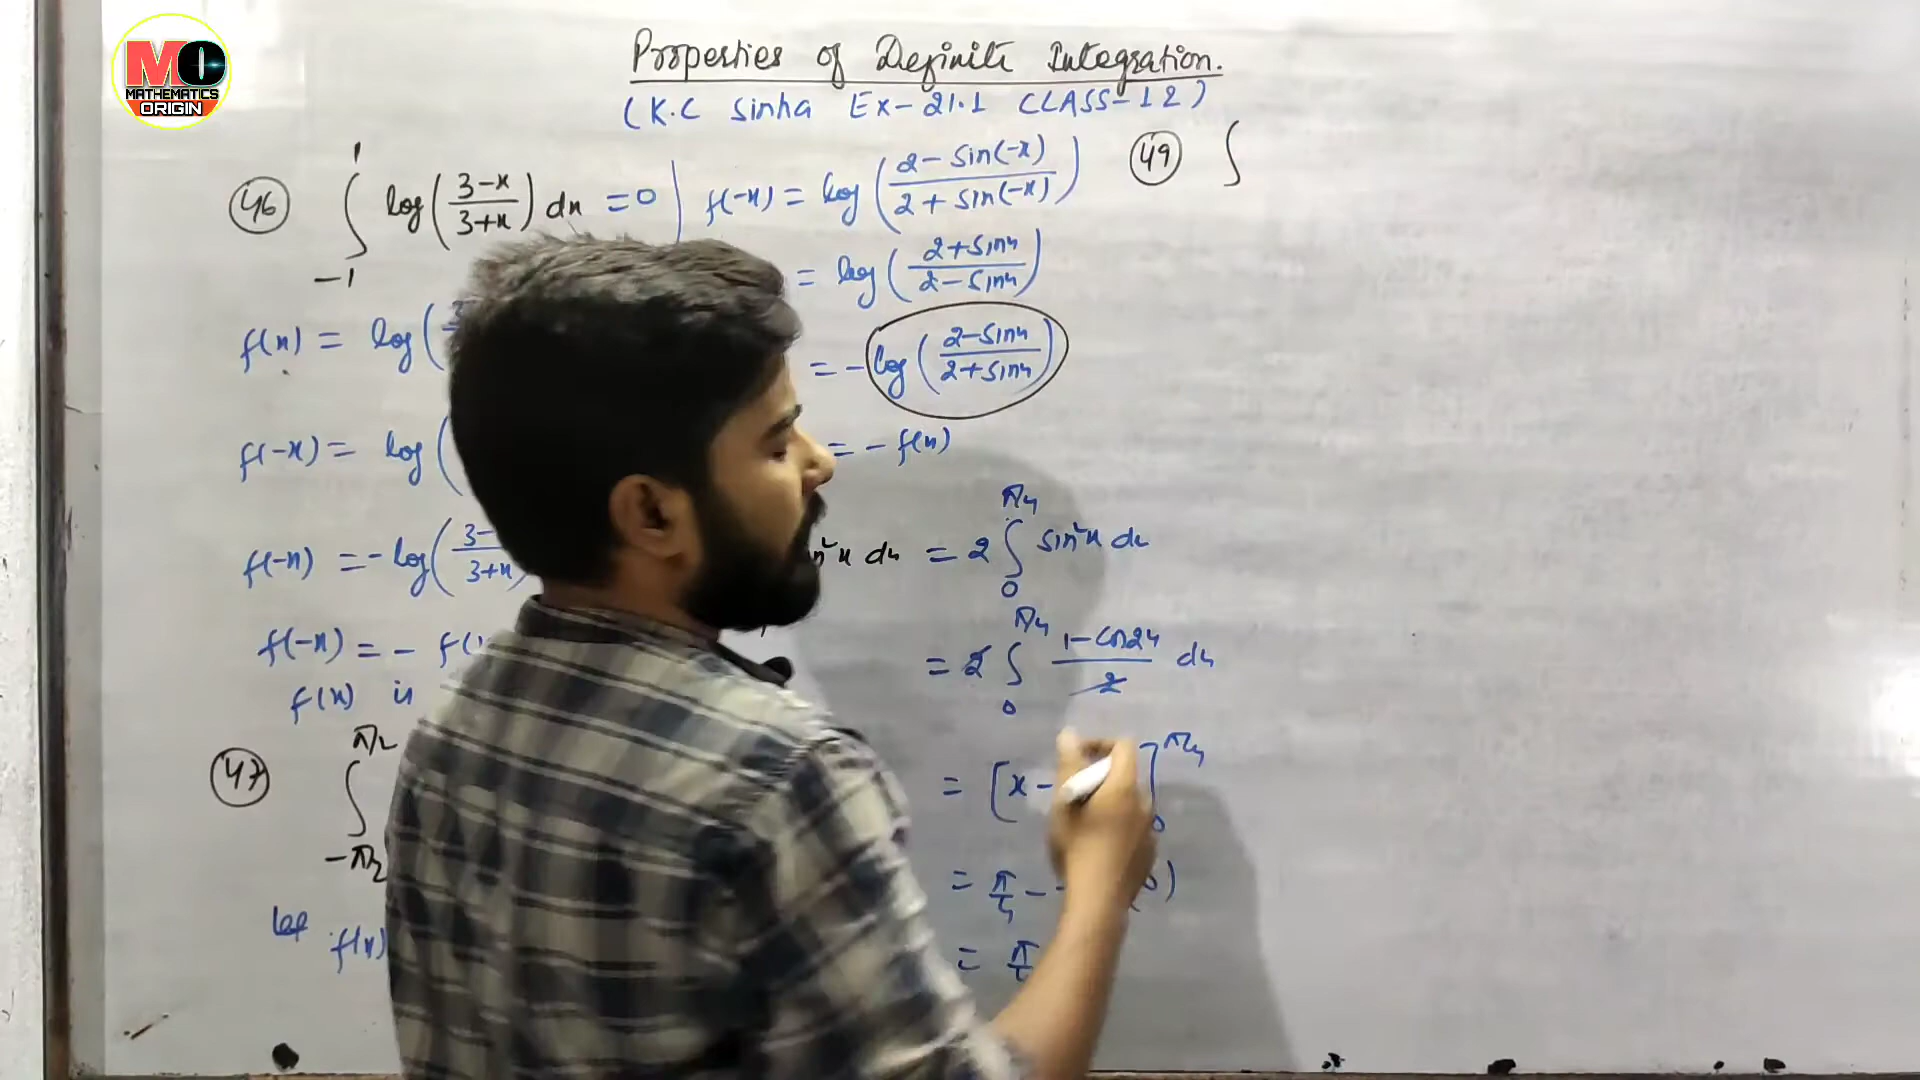 MO
MATHEMATICS
ORIGIN
Properties of Definite Integration.
(K.C Sinha Ex-21.1 CLASS-12)
46 ∫₋₁¹ log((3-x)/(3+x)) dx = 0
f(x) = log(
f(-x) = log(
f(-x) = -log((3-/(3+x)
f(-x) = - f(
f(x) is
47 ∫ π/2 -π/2
let f(x)
f(-x) = log((2-sin(-x))/(2+sin(-x)))
= log((2+sinx)/(2-sinx))
= -log((2-sinx)/(2+sinx))
= -f(x)
n²x dx = 2 ∫₀^π/4 sin²x dx
= 2 ∫₀^π/4 (1-cos2x)/2 dx
= [x - ]₀^π/4
= π/4 -
= π
49 ∫